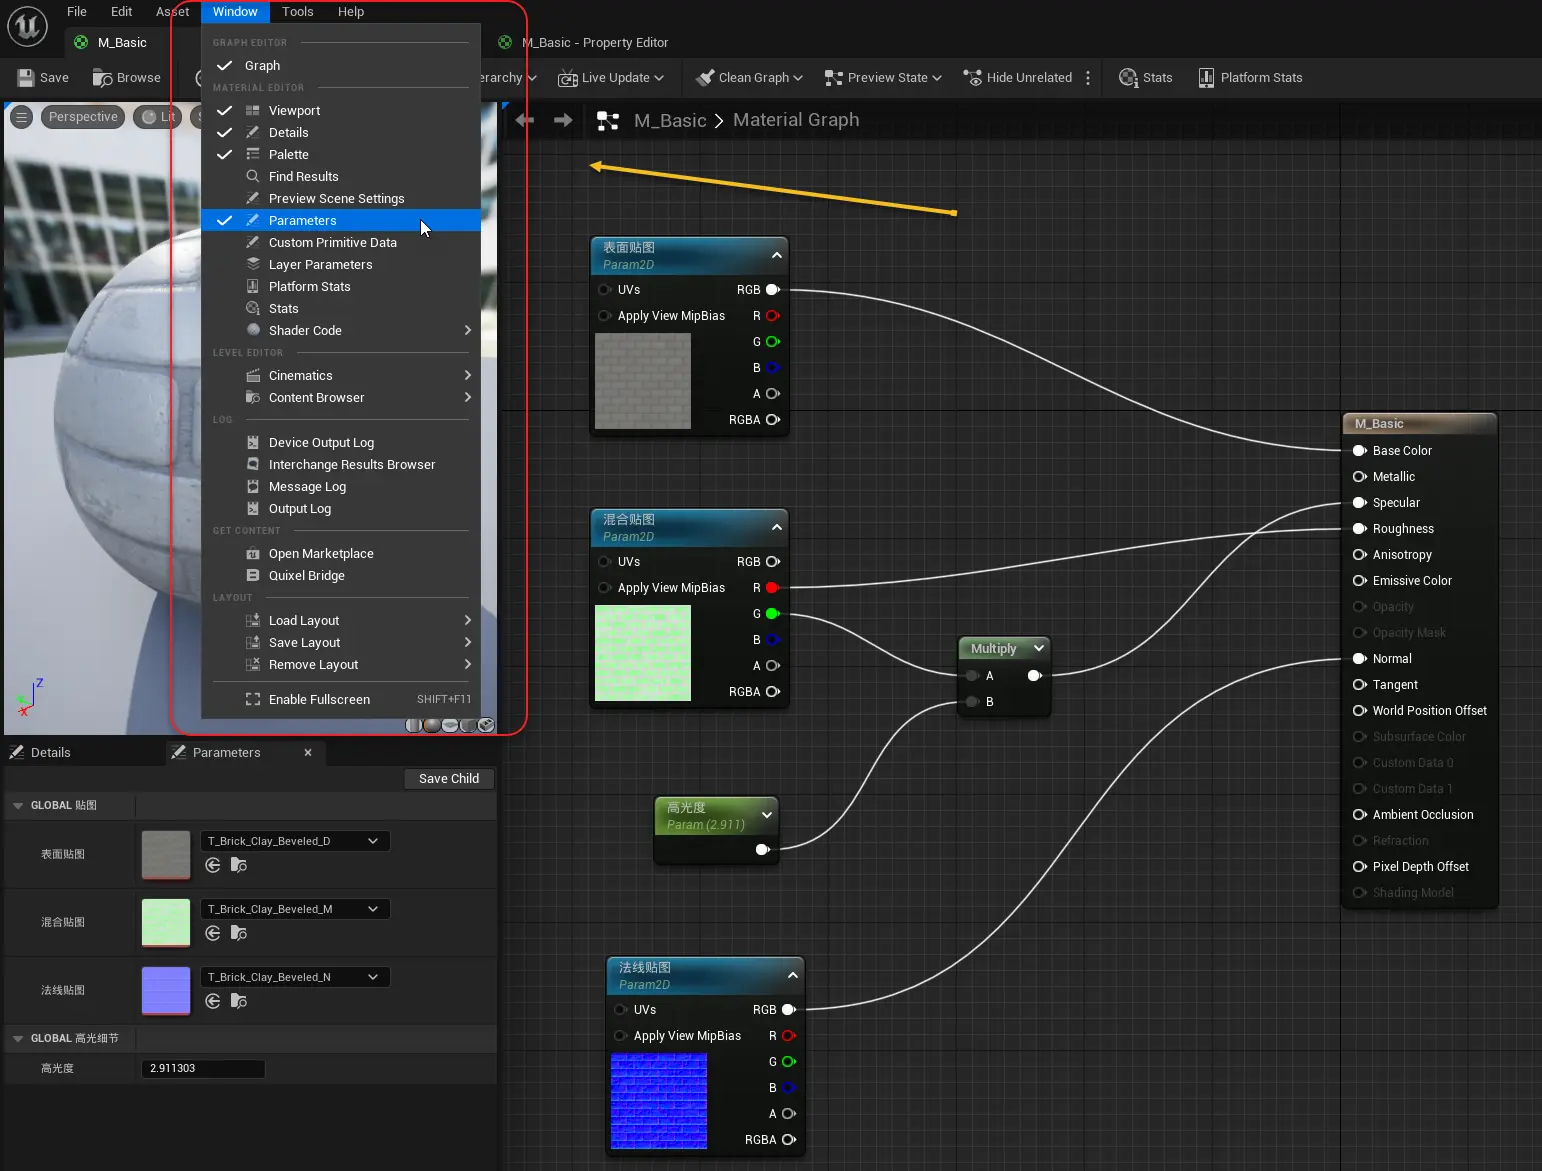 File Edit Asset Window Tools Help
M_Basic
M_Basic - Property Editor
Save Browse erarchy Live Update Clean Graph Preview State Hide Unrelated Stats Platform Stats
Perspective Lit
GRAPH EDITOR
Graph
MATERIAL EDITOR
Viewport
Details
Palette
Find Results
Preview Scene Settings
Parameters
Custom Primitive Data
Layer Parameters
Platform Stats
Stats
Shader Code
LEVEL EDITOR
Cinematics
Content Browser
LOG
Device Output Log
Interchange Results Browser
Message Log
Output Log
GET CONTENT
Open Marketplace
Quixel Bridge
LAYOUT
Load Layout
Save Layout
Remove Layout
Enable Fullscreen SHIFT+F11
Z
X
Details Parameters
Save Child
GLOBAL 贴图
表面贴图 T_Brick_Clay_Beveled_D
混合贴图 T_Brick_Clay_Beveled_M
法线贴图 T_Brick_Clay_Beveled_N
GLOBAL 高光细节
高光度 2.911303
M_Basic > Material Graph
表面贴图
Param2D
UVs RGB
Apply View MipBias R
G
B
A
RGBA
混合贴图
Param2D
UVs RGB
Apply View MipBias R
G
B
A
RGBA
Multiply
A
B
高光度
Param (2.911)
法线贴图
Param2D
UVs RGB
Apply View MipBias R
G
B
A
RGBA
M_Basic
Base Color
Metallic
Specular
Roughness
Anisotropy
Emissive Color
Opacity
Opacity Mask
Normal
Tangent
World Position Offset
Subsurface Color
Custom Data 0
Custom Data 1
Ambient Occlusion
Refraction
Pixel Depth Offset
Shading Model